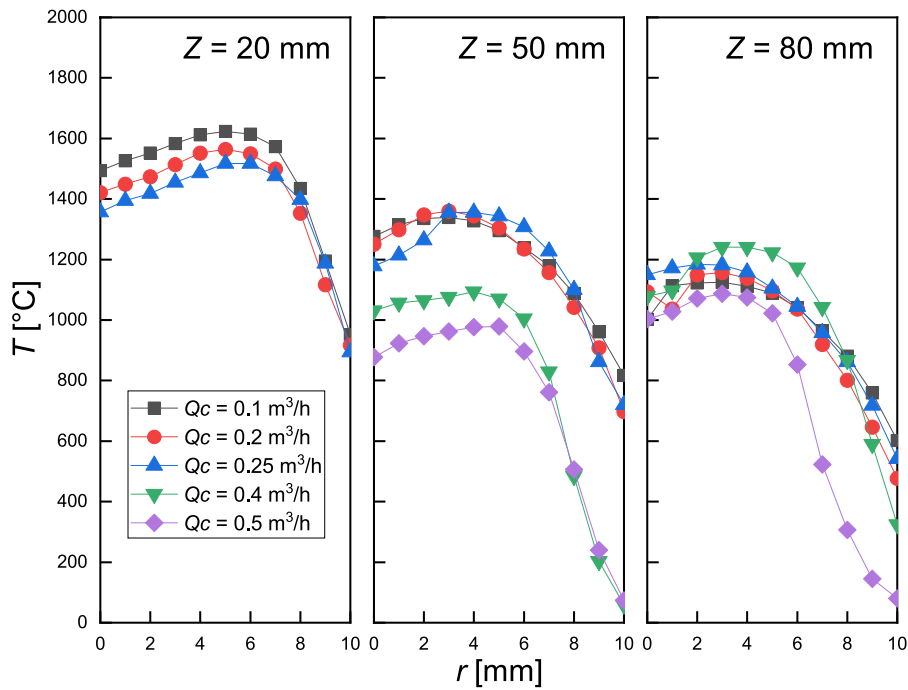 Z = 20 mm
Z = 50 mm
Z = 80 mm
2000
1800
1600
1400
1200
1000
800
600
400
200
0
T [°C]
Qc = 0.1 m³/h
Qc = 0.2 m³/h
Qc = 0.25 m³/h
Qc = 0.4 m³/h
Qc = 0.5 m³/h
0 2 4 6 8 10
0 2 4 6 8 10
0 2 4 6 8 10
r [mm]